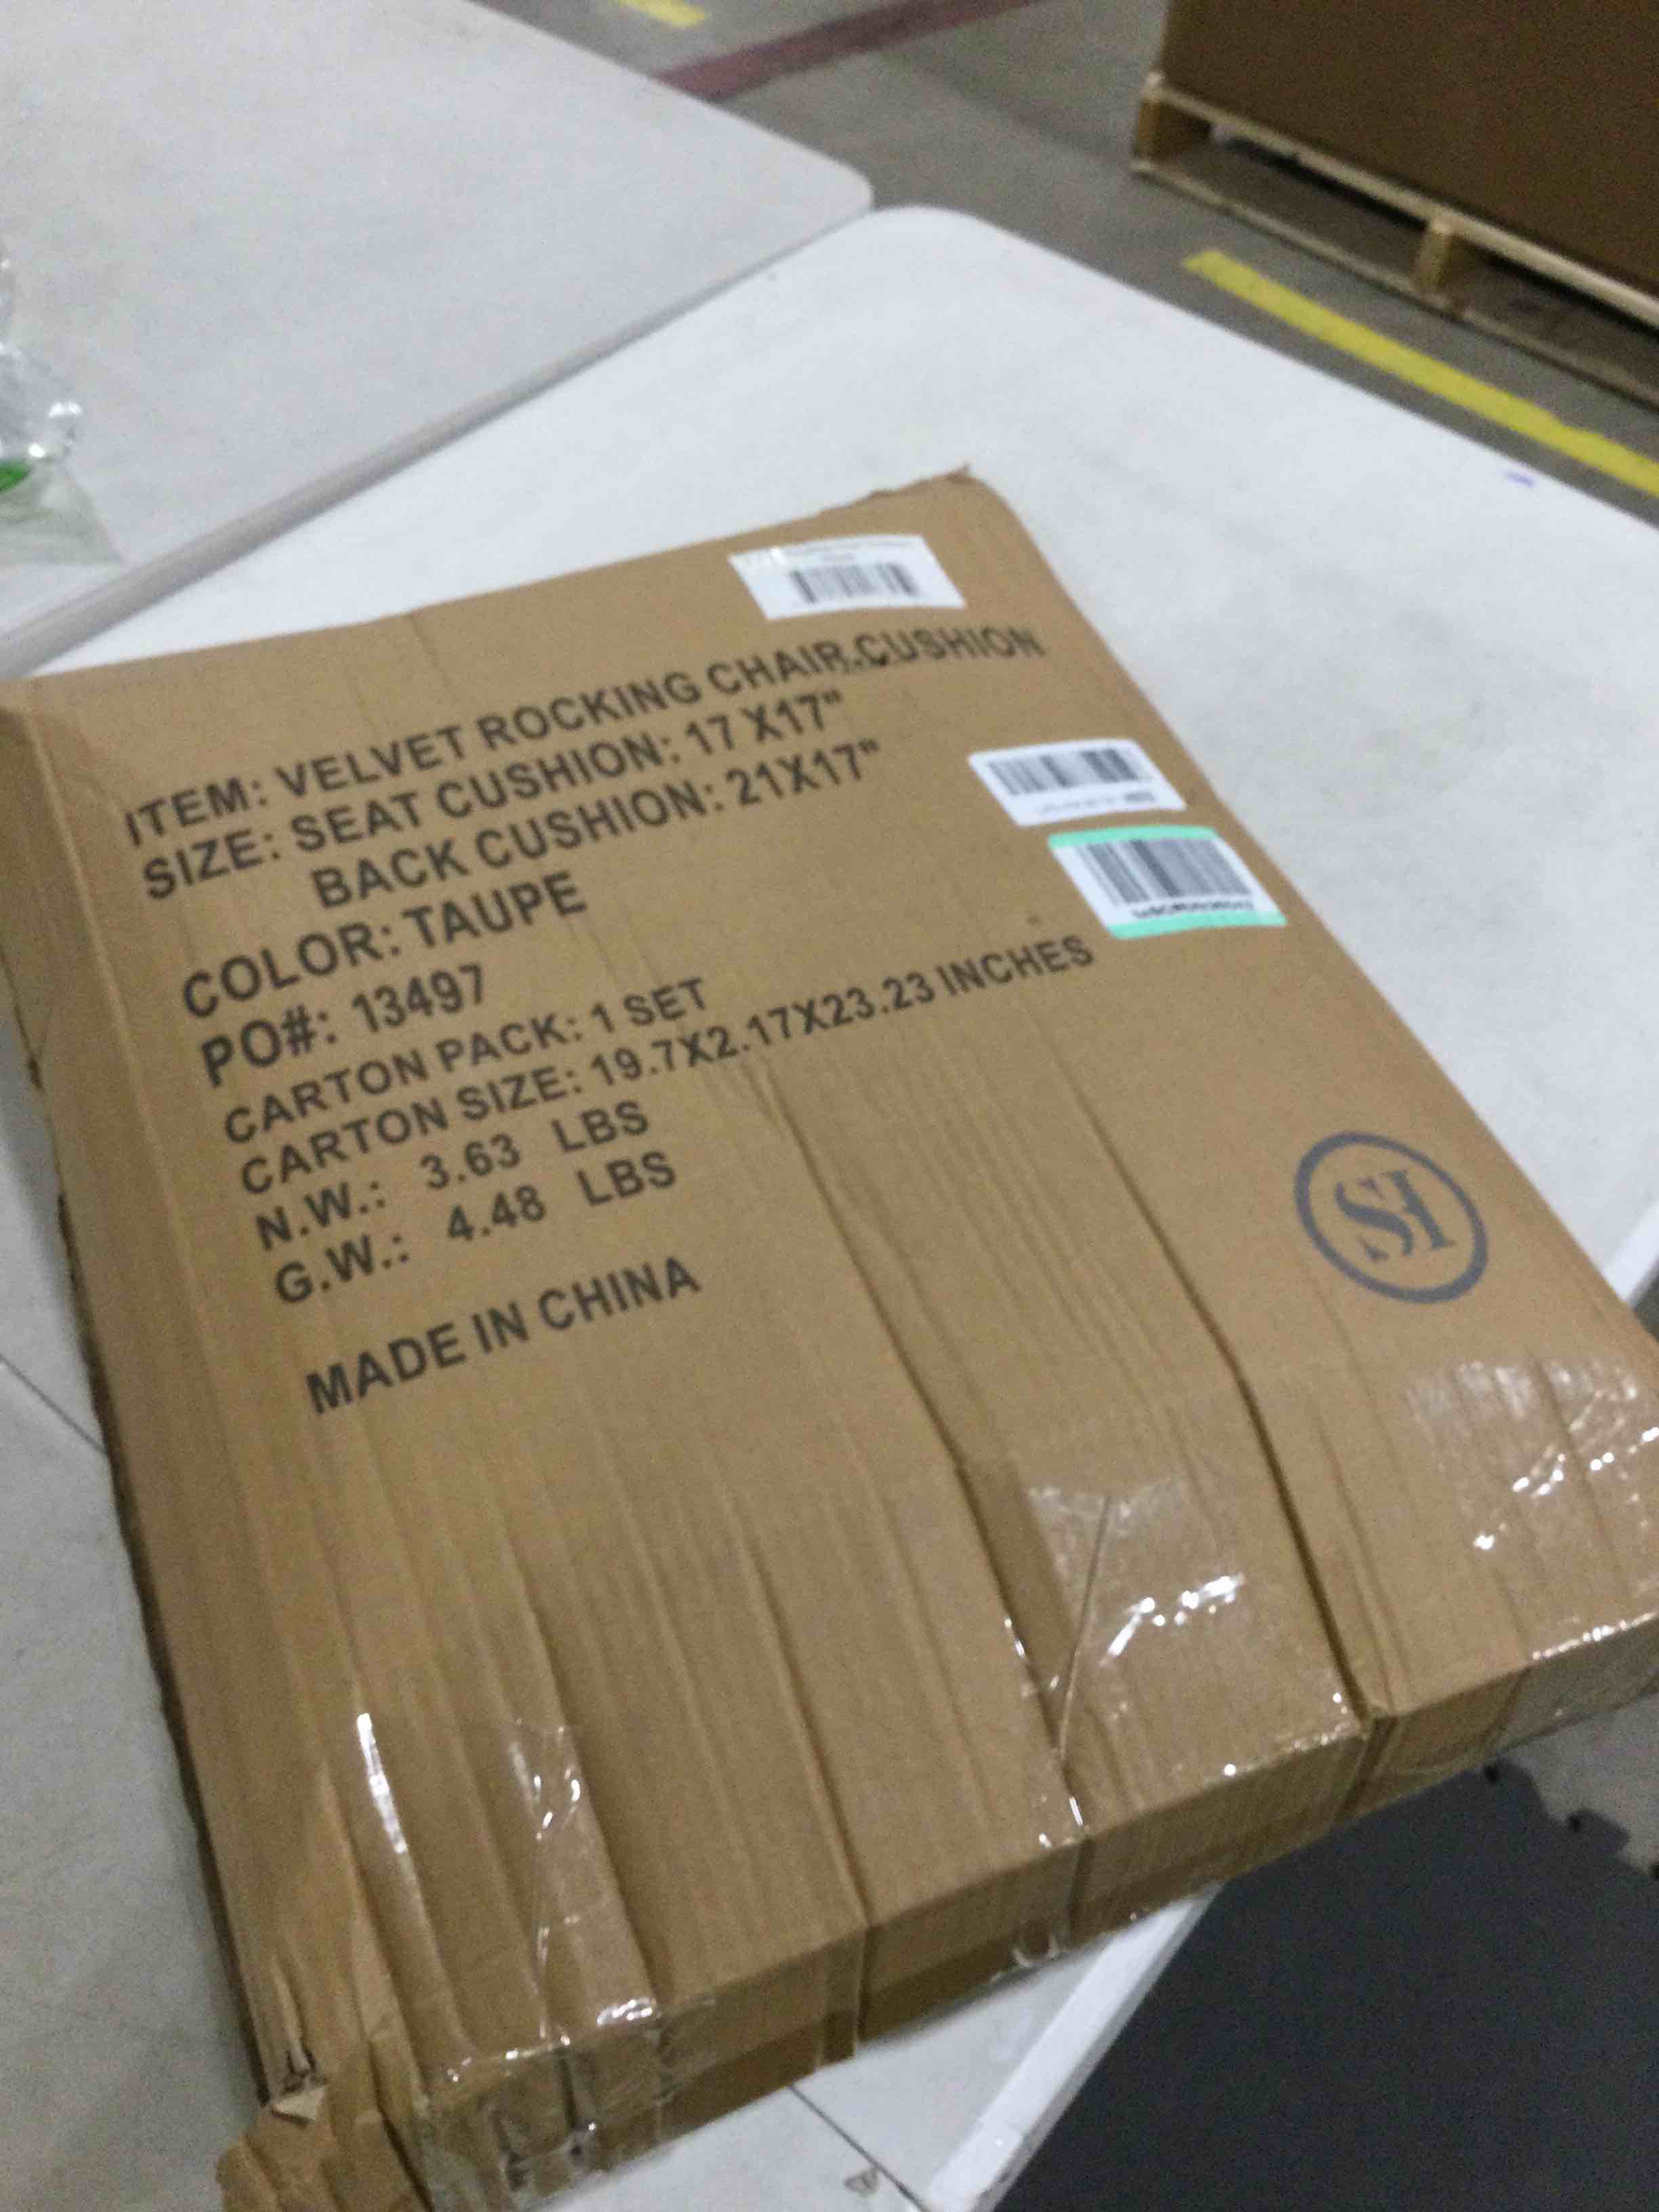 ITEM: VELVET ROCKING CHAIR CUSHION
SIZE: SEAT CUSHION: 17 X17"
BACK CUSHION: 21X17"
COLOR: TAUPE
PO#: 13497
CARTON PACK: 1 SET
CARTON SIZE: 19.7X2.17X23.23 INCHES
N.W.: 3.63 LBS
G.W.: 4.48 LBS
MADE IN CHINA
SH